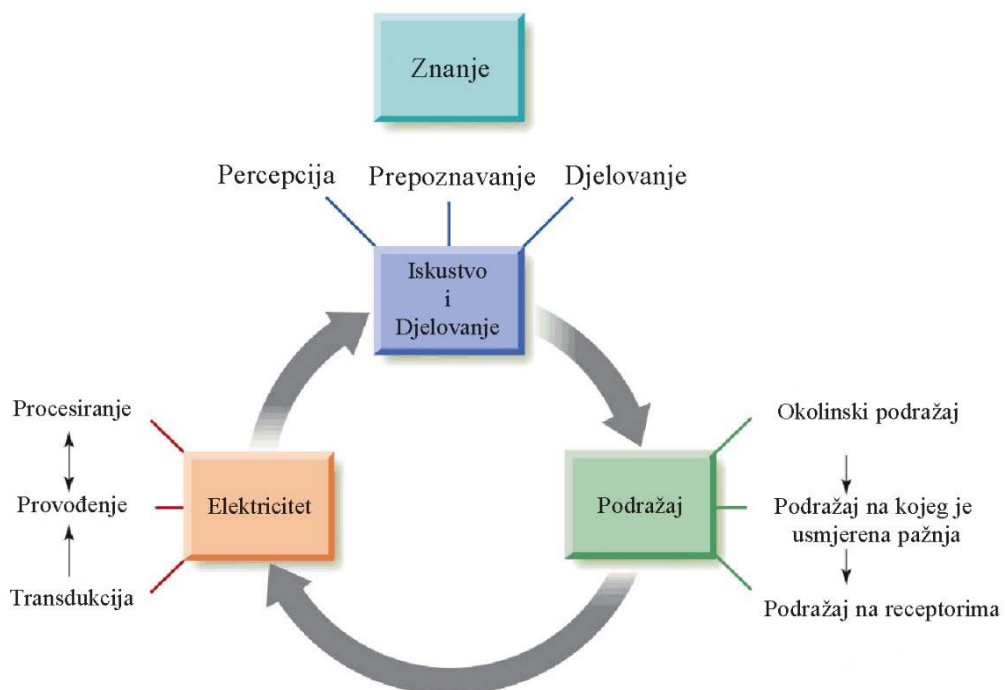 Znanje
Percepcija
Prepoznavanje
Djelovanje
Iskustvo
i
Djelovanje
Procesiranje
Provođenje
Transdukcija
Elektricitet
Podražaj
Okolinski podražaj
Podražaj na kojeg je
usmjerena pažnja
Podražaj na receptorima